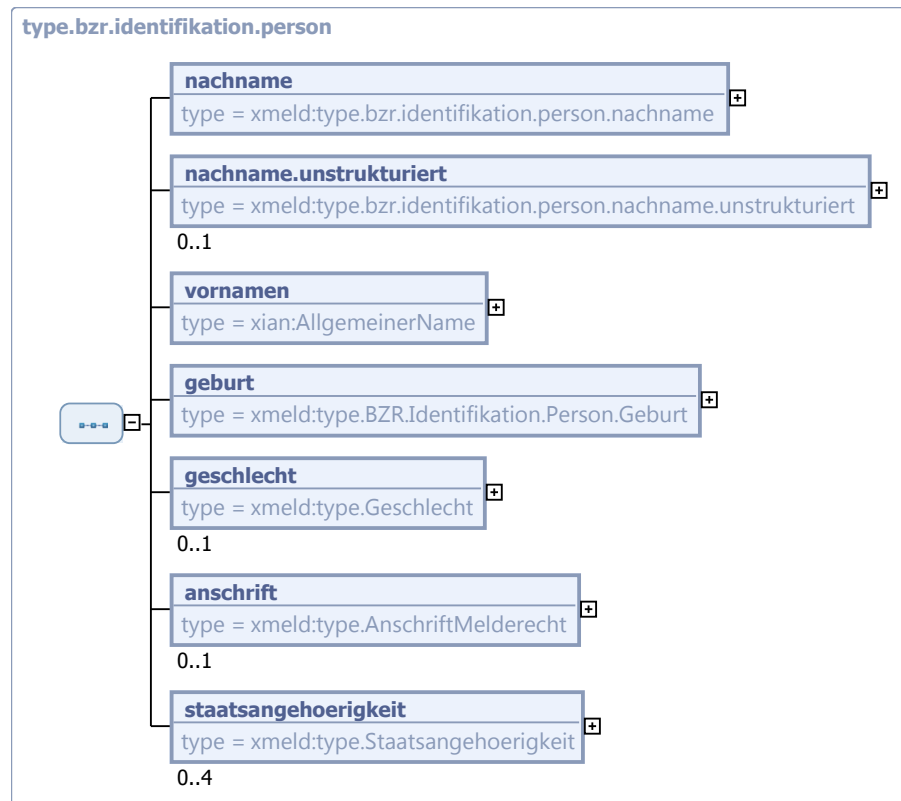 type.bzr.identifikation.person
nachname
type = xmeld:type.bzr.identifikation.person.nachname
nachname.unstrukturiert
type = xmeld:type.bzr.identifikation.person.nachname.unstrukturiert
0..1
vornamen
type = xian:AllgemeinerName
geburt
type = xmeld:type.BZR.Identifikation.Person.Geburt
geschlecht
type = xmeld:type.Geschlecht
0..1
anschrift
type = xmeld:type.AnschriftMelderecht
0..1
staatsangehoerigkeit
type = xmeld:type.Staatsangehoerigkeit
0..4